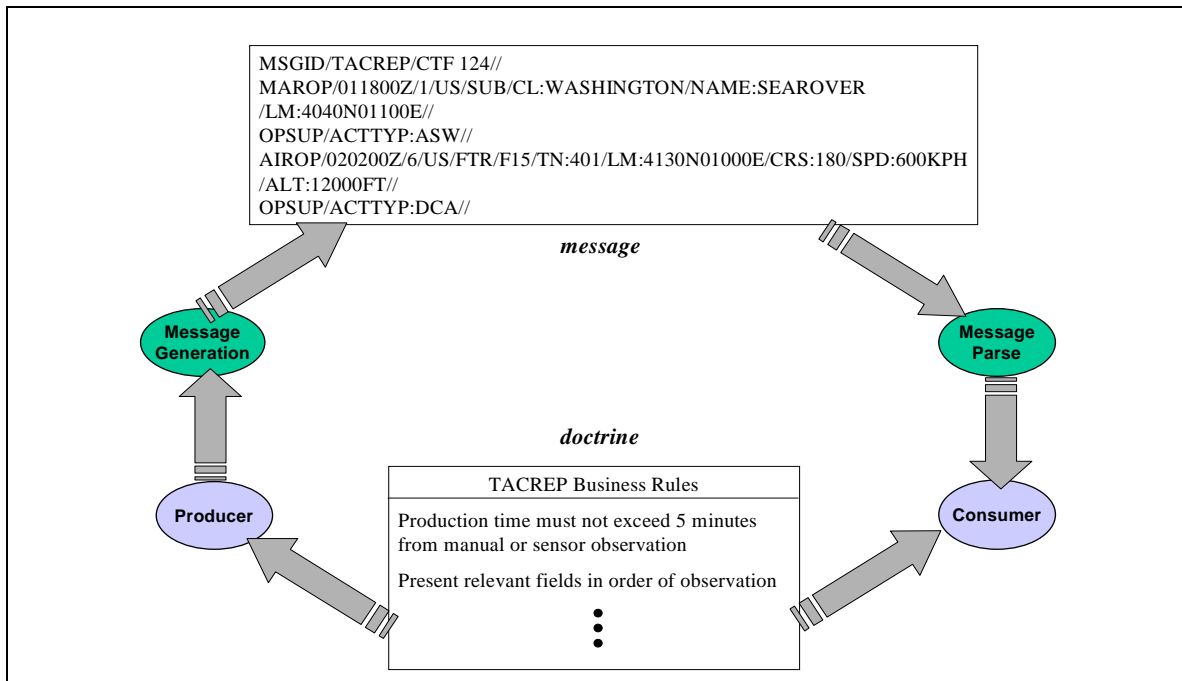 MSGID/TACREP/CTF 124//
MAROP/011800Z/1/US/SUB/CL:WASHINGTON/NAME:SEAROVER
/LM:4040N01100E//
OPSUP/ACTTYP:ASW//
AIROP/020200Z/6/US/FTR/F15/TN:401/LM:4130N01000E/CRS:180/SPD:600KPH
/ALT:12000FT//
OPSUP/ACTTYP:DCA//
message
Message
Generation
Message
Parse
doctrine
TACREP Business Rules
Producer
Production time must not exceed 5 minutes
from manual or sensor observation
Consumer
Present relevant fields in order of observation